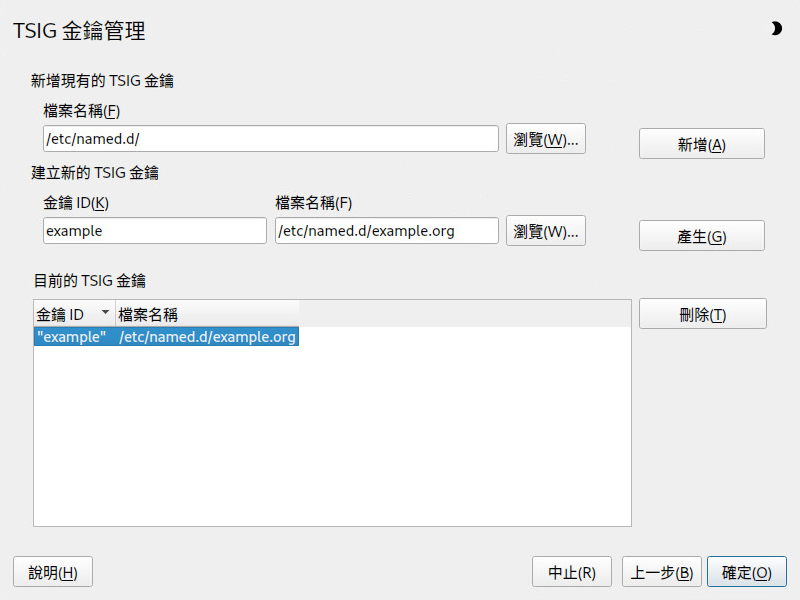 TSIG 金鑰管理
新增現有的 TSIG 金鑰
檔案名稱(F)
/etc/named.d/ 瀏覽(W)... 新增(A)
建立新的 TSIG 金鑰
金鑰 ID(K) 檔案名稱(F)
example /etc/named.d/example.org 瀏覽(W)... 產生(G)
目前的 TSIG 金鑰
金鑰 ID 檔案名稱 刪除(T)
"example" /etc/named.d/example.org
說明(H) 中止(R) 上一步(B) 確定(O)